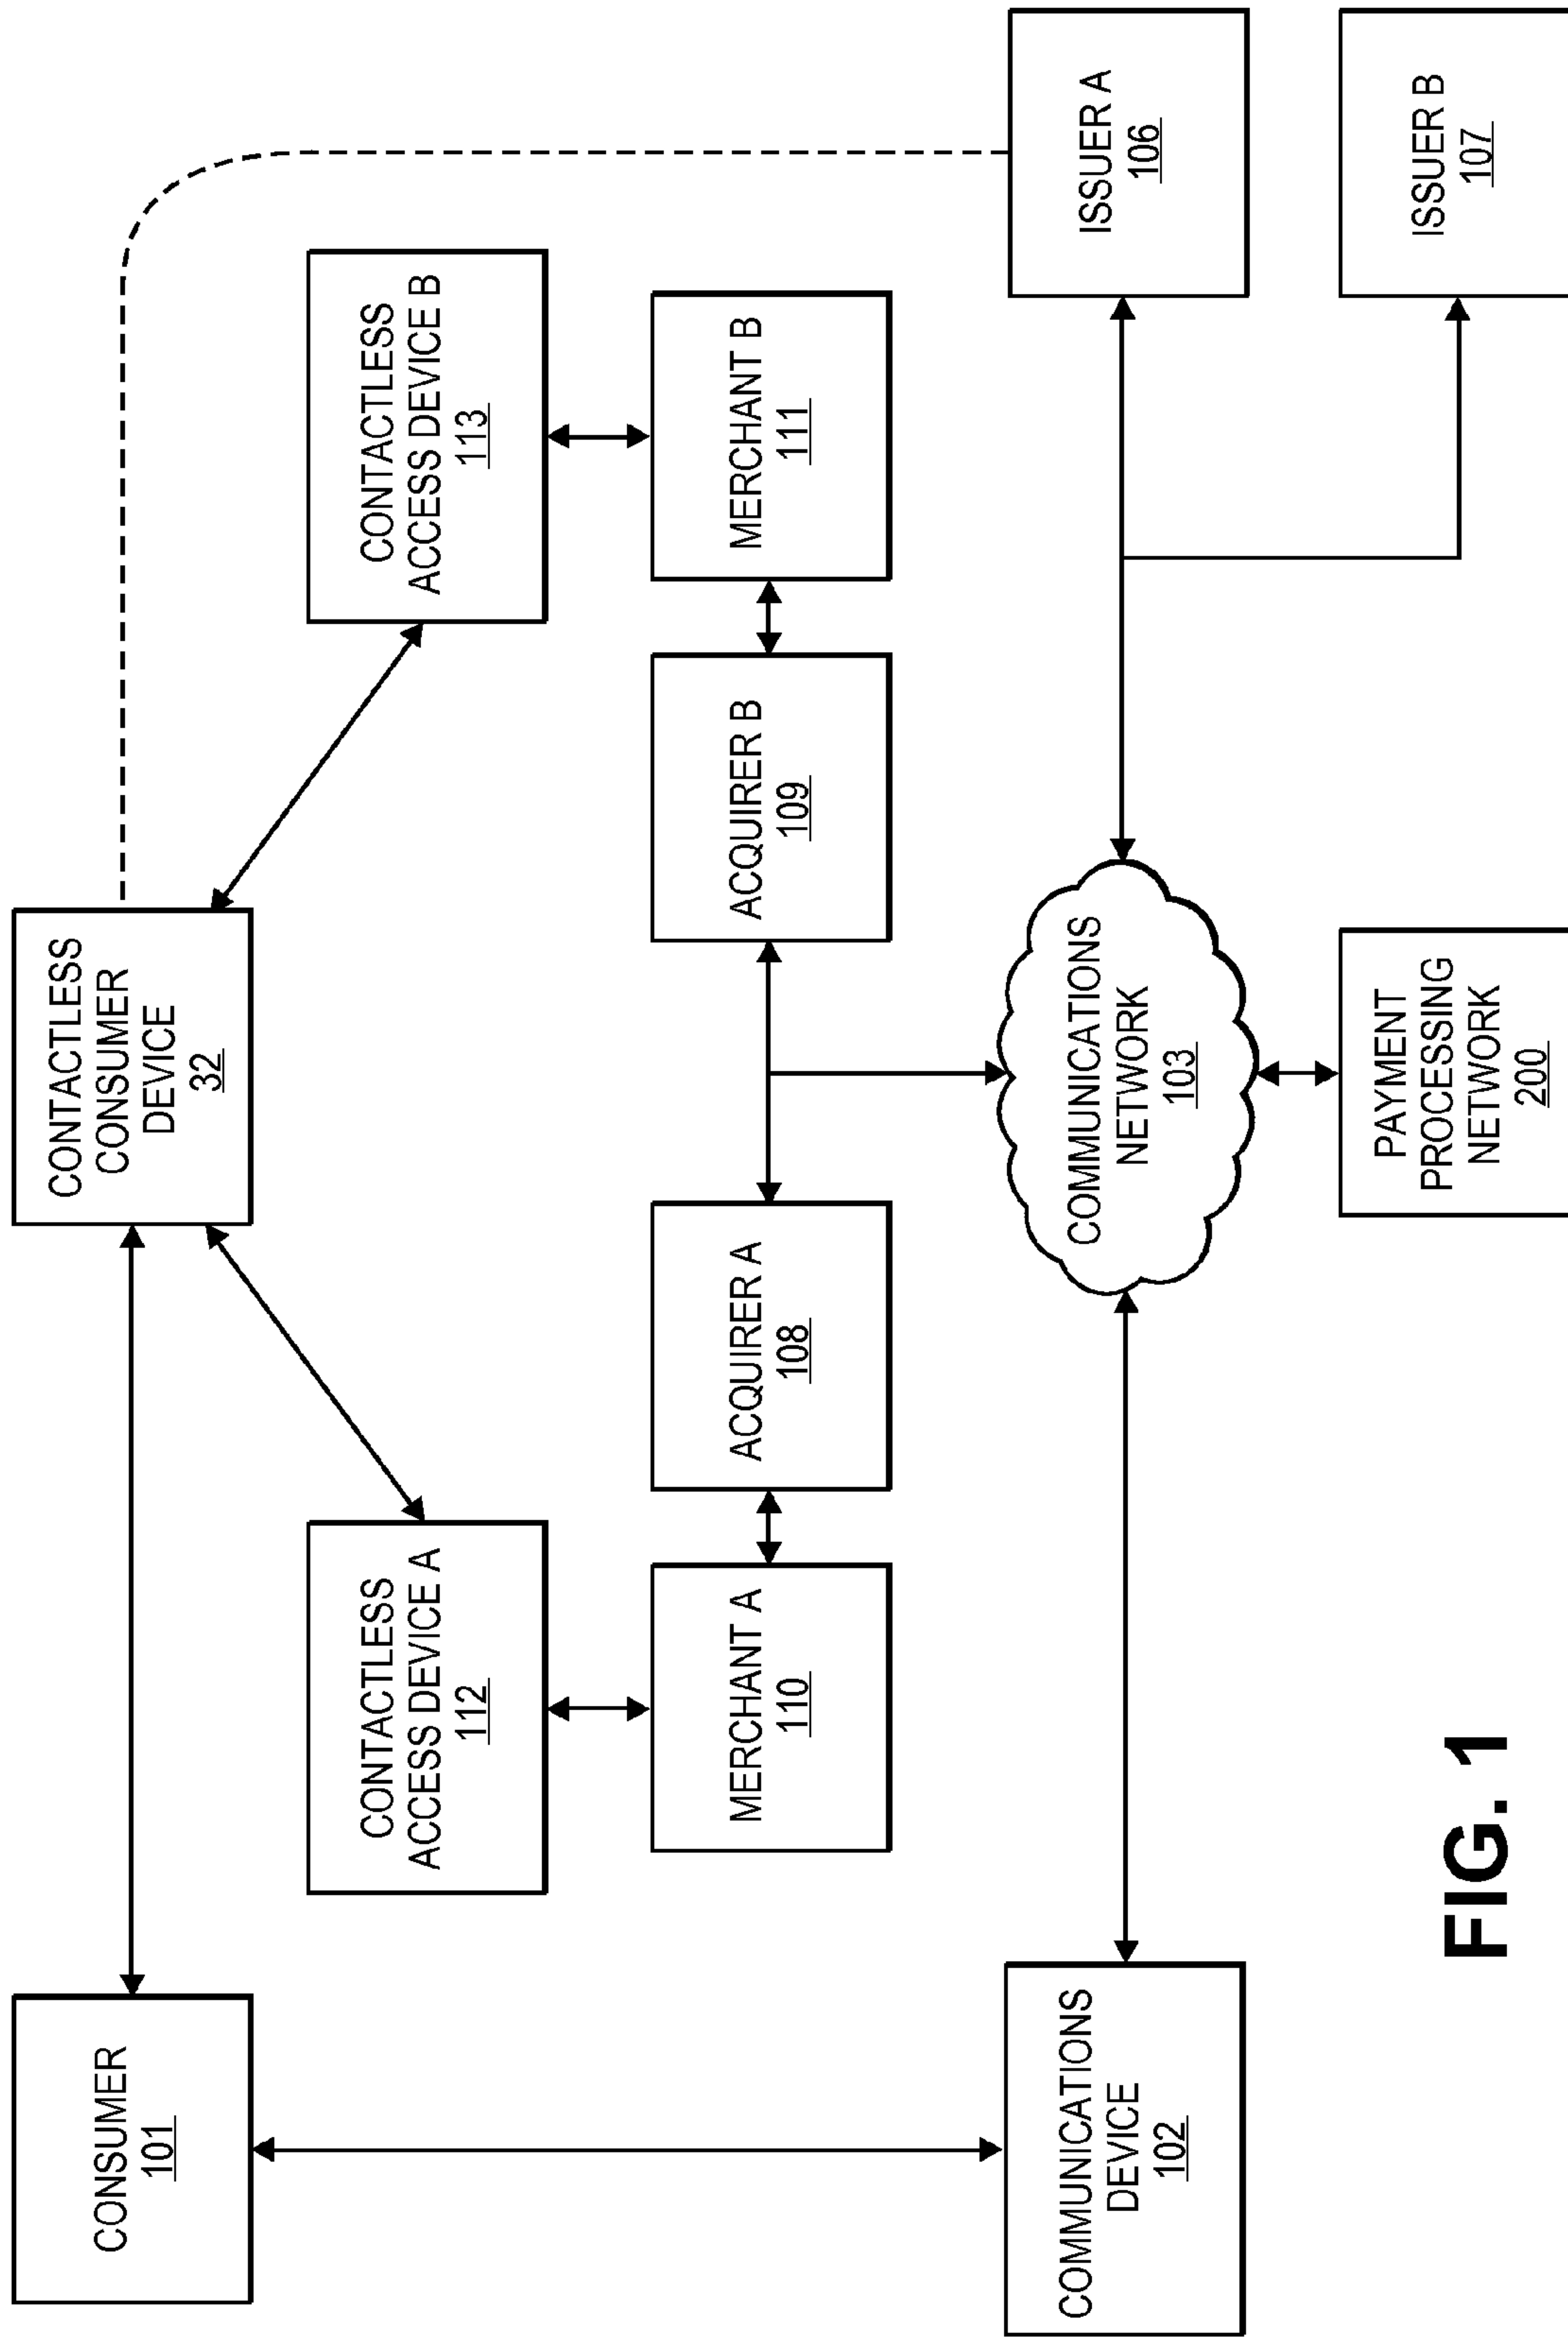 CONSUMER
101
CONTACTLESS
CONSUMER
DEVICE
32
CONTACTLESS
ACCESS DEVICE A
112
CONTACTLESS
ACCESS DEVICE B
113
MERCHANT A
110
ACQUIRER A
108
ACQUIRER B
109
MERCHANT B
111
COMMUNICATIONS
DEVICE
102
COMMUNICATIONS
NETWORK
103
ISSUER A
106
PAYMENT
PROCESSING
NETWORK
200
ISSUER B
107
FIG. 1